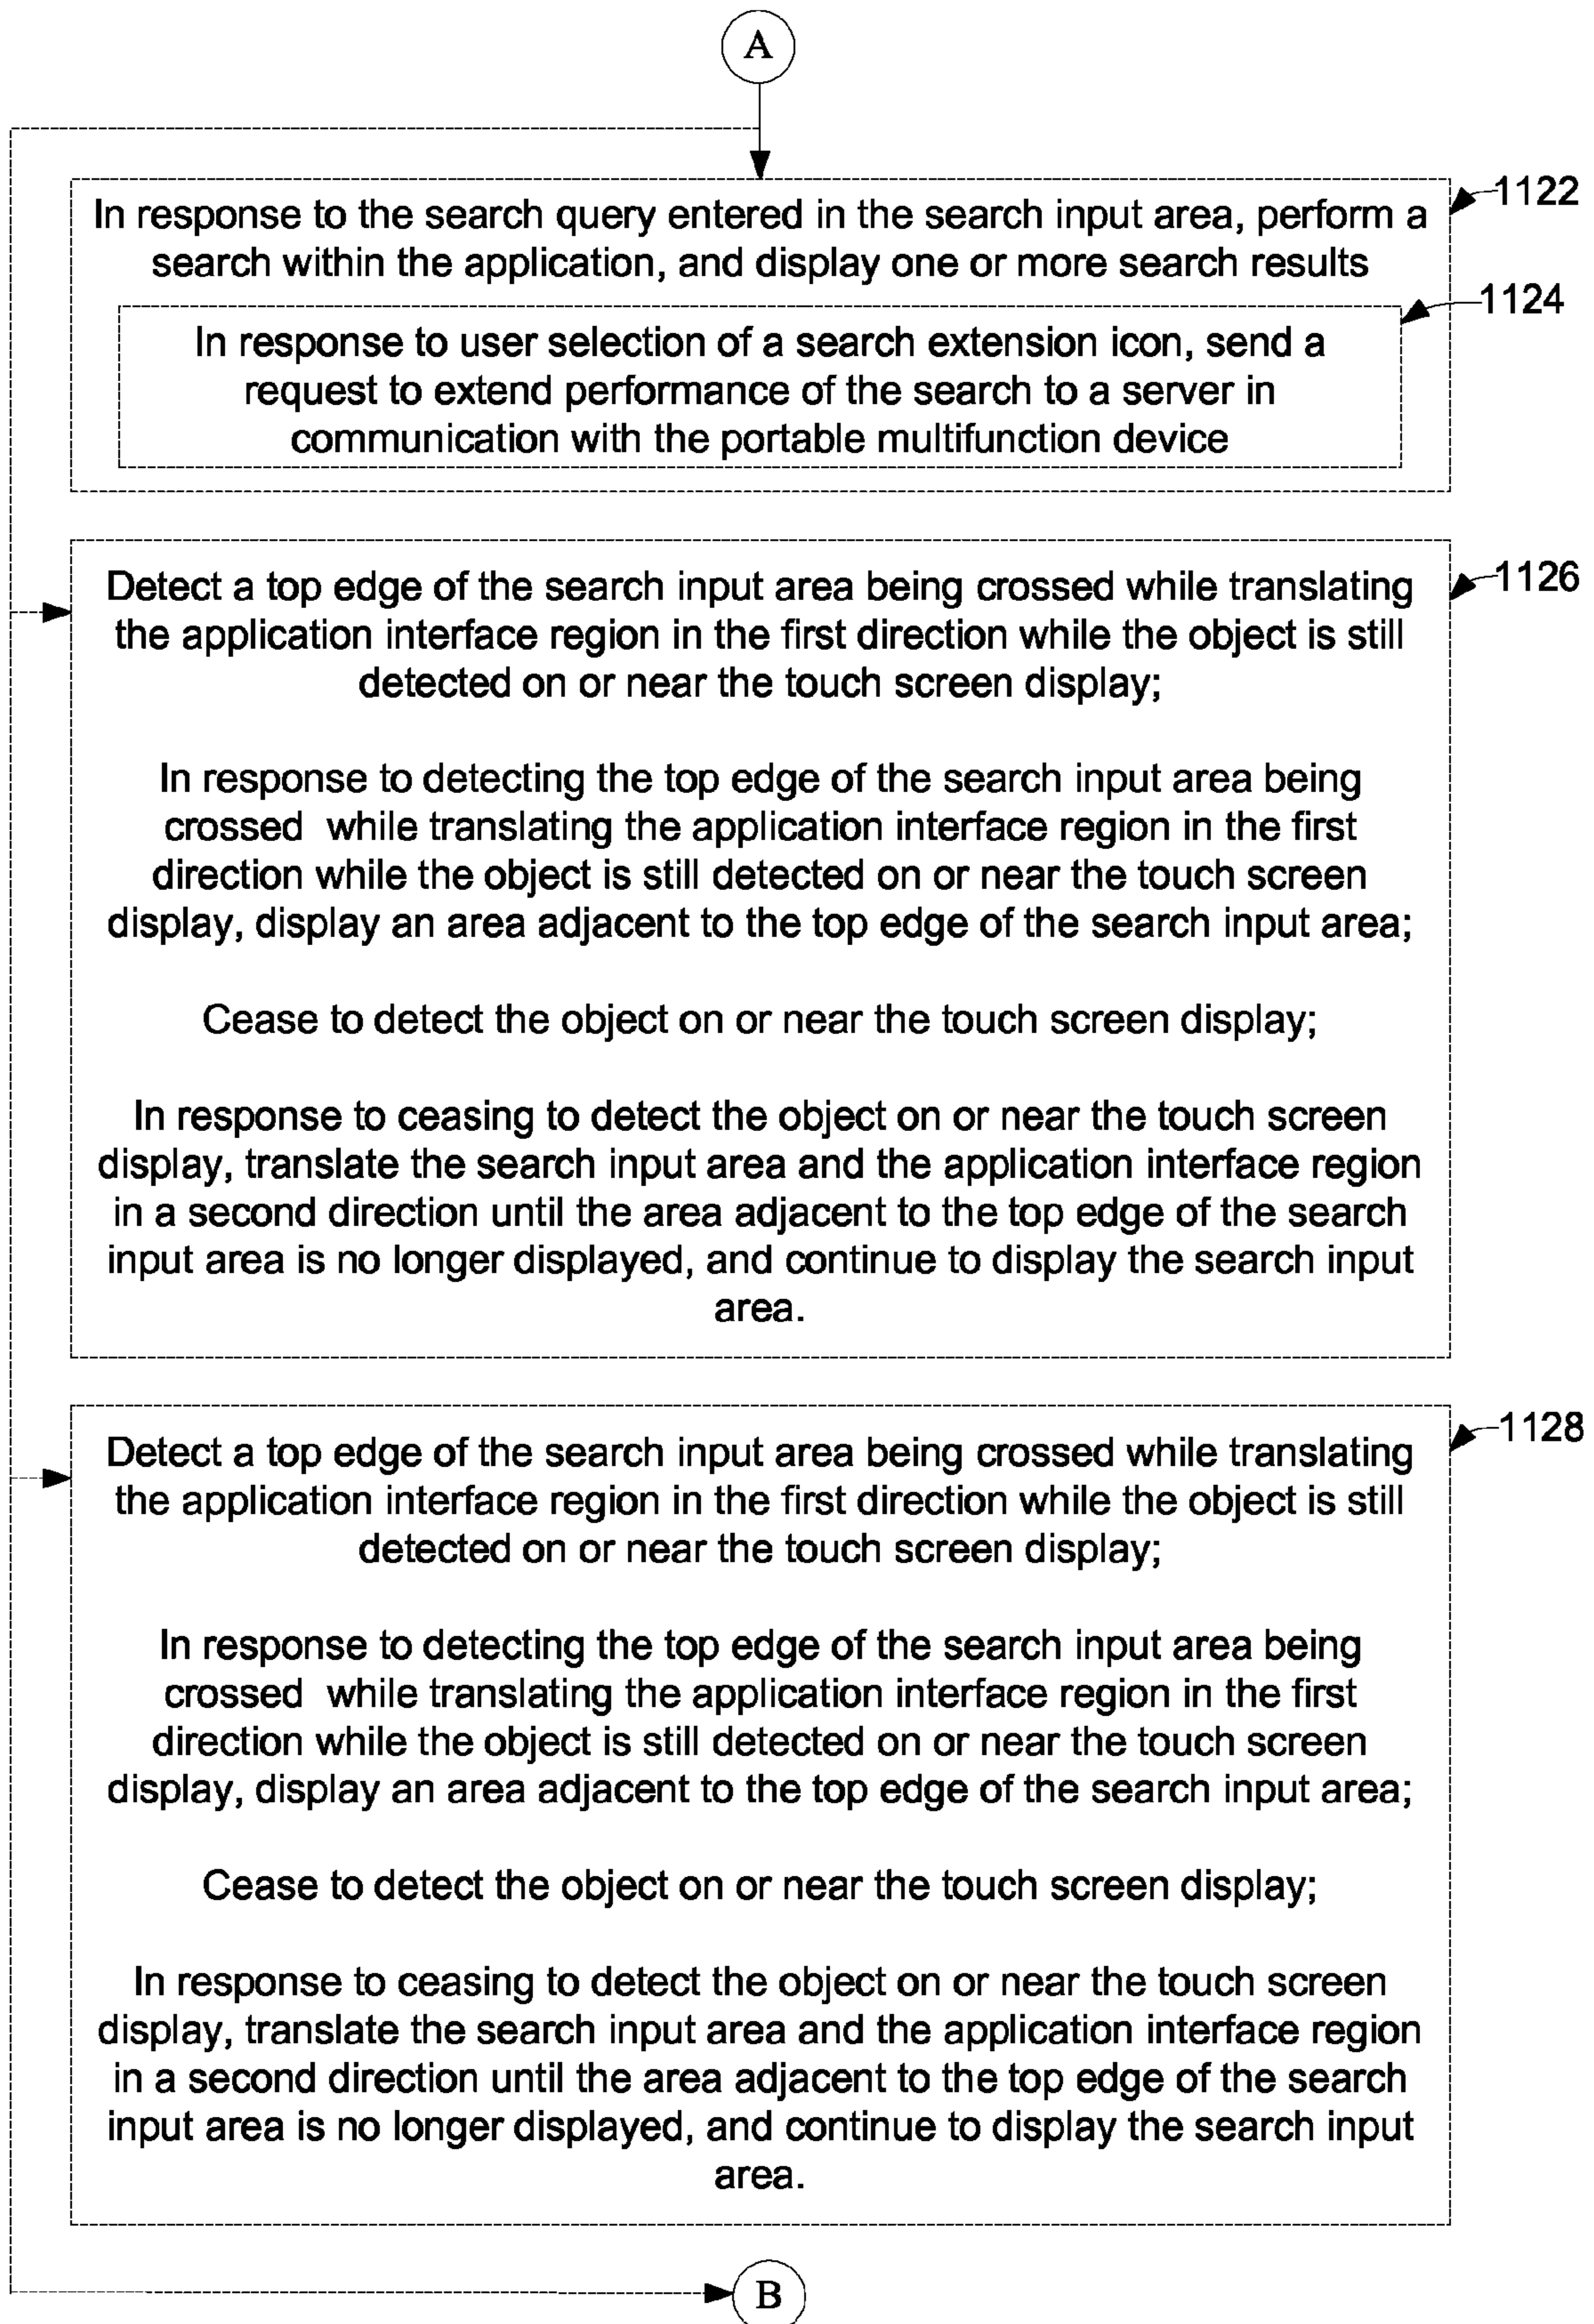 A
1122
In response to the search query entered in the search input area, perform a
search within the application, and display one or more search results
1124
In response to user selection of a search extension icon, send a
request to extend performance of the search to a server in
communication with the portable multifunction device
1126
Detect a top edge of the search input area being crossed while translating
the application interface region in the first direction while the object is still
detected on or near the touch screen display;
In response to detecting the top edge of the search input area being
crossed while translating the application interface region in the first
direction while the object is still detected on or near the touch screen
display, display an area adjacent to the top edge of the search input area;
Cease to detect the object on or near the touch screen display;
In response to ceasing to detect the object on or near the touch screen
display, translate the search input area and the application interface region
in a second direction until the area adjacent to the top edge of the search
input area is no longer displayed, and continue to display the search input
area.
1128
Detect a top edge of the search input area being crossed while translating
the application interface region in the first direction while the object is still
detected on or near the touch screen display;
In response to detecting the top edge of the search input area being
crossed while translating the application interface region in the first
direction while the object is still detected on or near the touch screen
display, display an area adjacent to the top edge of the search input area;
Cease to detect the object on or near the touch screen display;
In response to ceasing to detect the object on or near the touch screen
display, translate the search input area and the application interface region
in a second direction until the area adjacent to the top edge of the search
input area is no longer displayed, and continue to display the search input
area.
B